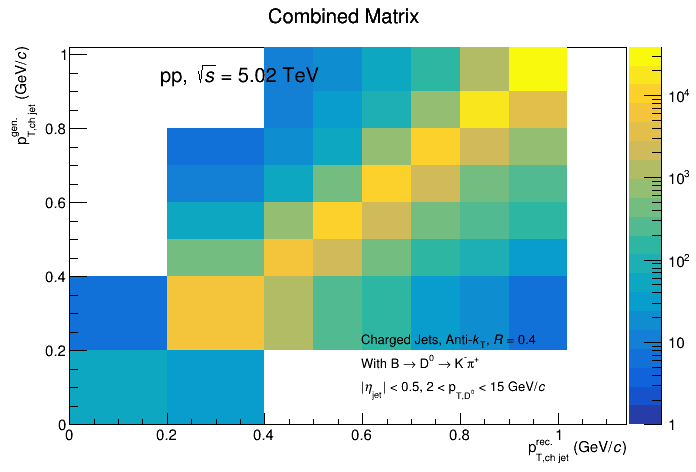 Combined Matrix
pp, √s = 5.02 TeV
p^gen._T,ch jet (GeV/c)
1
0.8
0.6
0.4
0.2
0
0 0.2 0.4 0.6 0.8 1
p^rec._T,ch jet (GeV/c)
Charged Jets, Anti-k_T, R = 0.4
With B → D^0 → K^-π^+
|η_jet| < 0.5, 2 < p_T,D^0 < 15 GeV/c
10^4
10^3
10^2
10
1